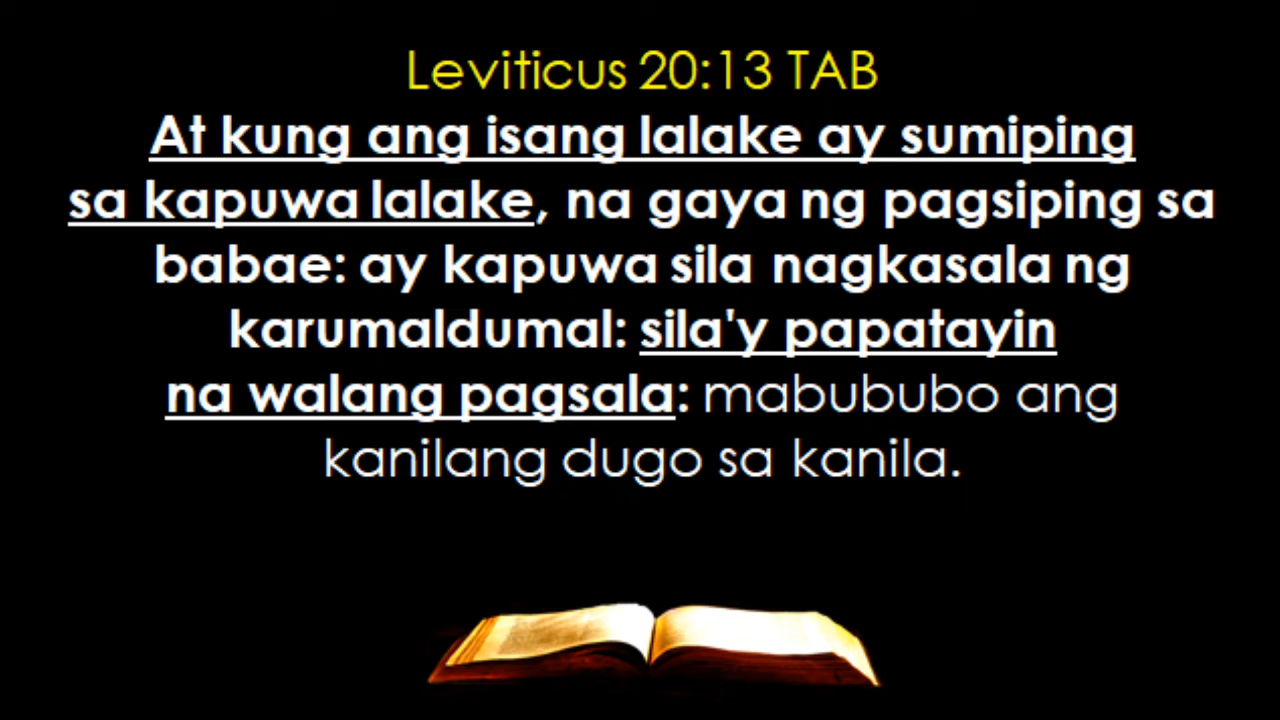 Leviticus 20:13 TAB
At kung ang isang lalake ay sumiping
sa kapuwa lalake, na gaya ng pagsiping sa
babae: ay kapuwa sila nagkasala ng
karumaldumal: sila'y papatayin
na walang pagsala: mabububo ang
kanilang dugo sa kanila.